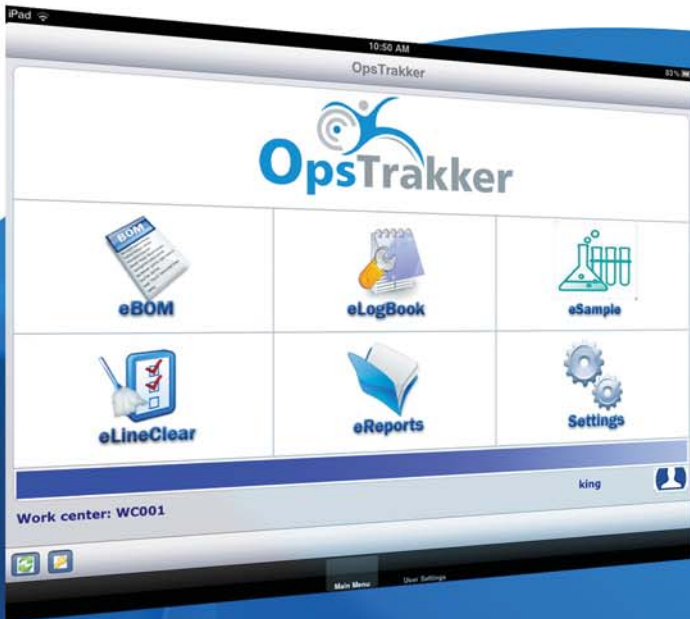 iPad
10:50 AM
83%
OpsTrakker
OpsTrakker
BOM
eBOM
eLogBook
eSample
eLineClear
eReports
Settings
king
Work center: WC001
Main Menu
User Settings